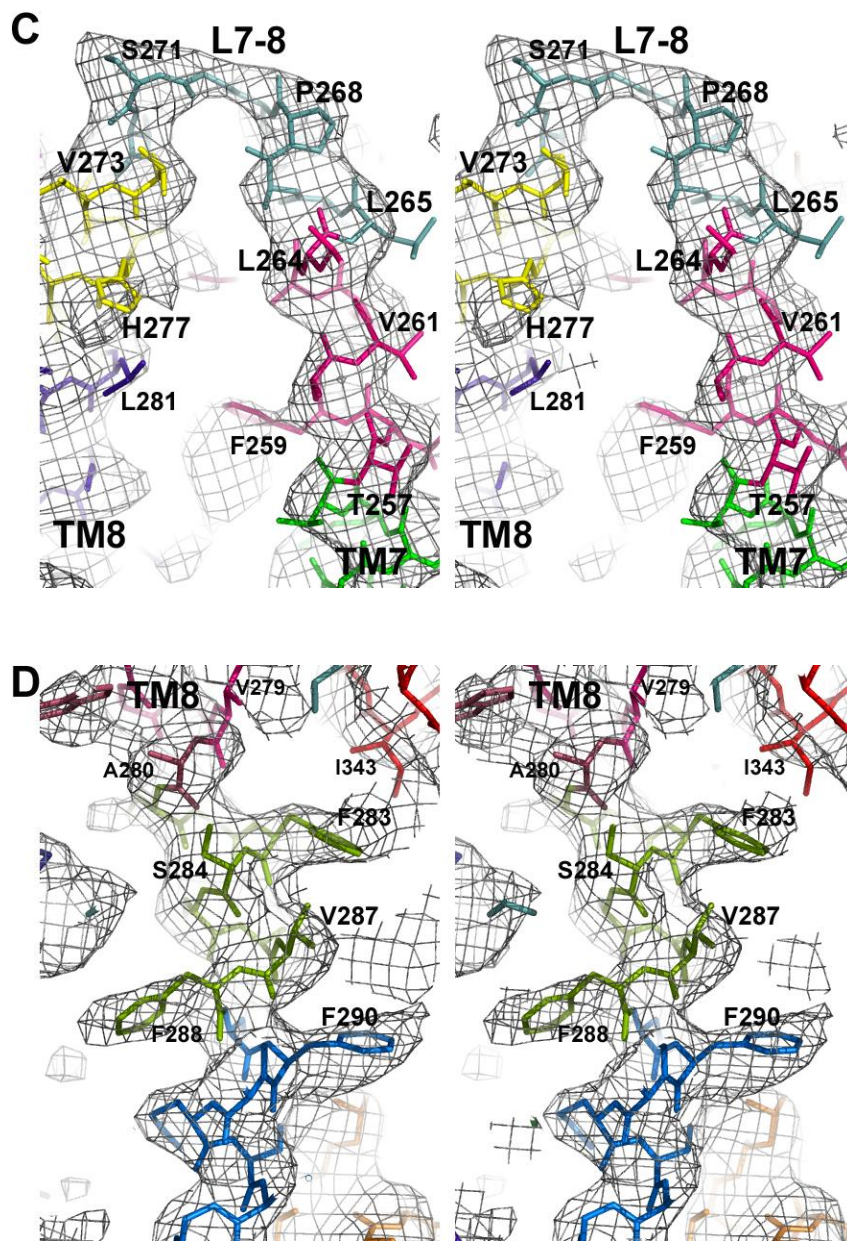 C
S271 L7-8 S271 L7-8
P268 P268
V273 V273
L265 L265
L264 L264
V261 V261
H277 H277
L281 L281
F259 F259
T257 T257
TM8 TM7 TM8 TM7
D
TM8 V279 TM8 V279
A280 I343 A280 I343
F283 F283
S284 S284
V287 V287
F290 F290
F288 F288